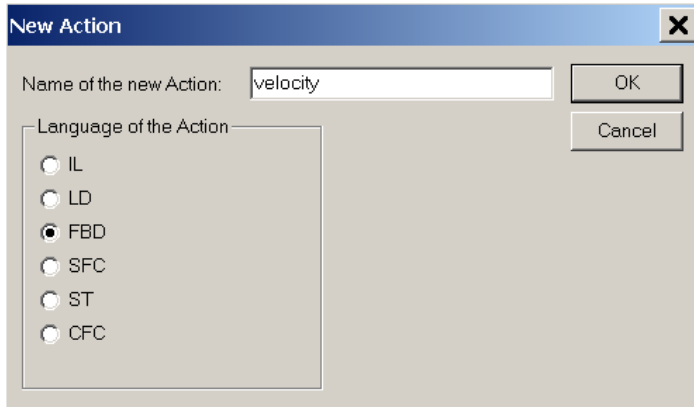 New Action
Name of the new Action: velocity OK
Language of the Action Cancel
IL
LD
FBD
SFC
ST
CFC